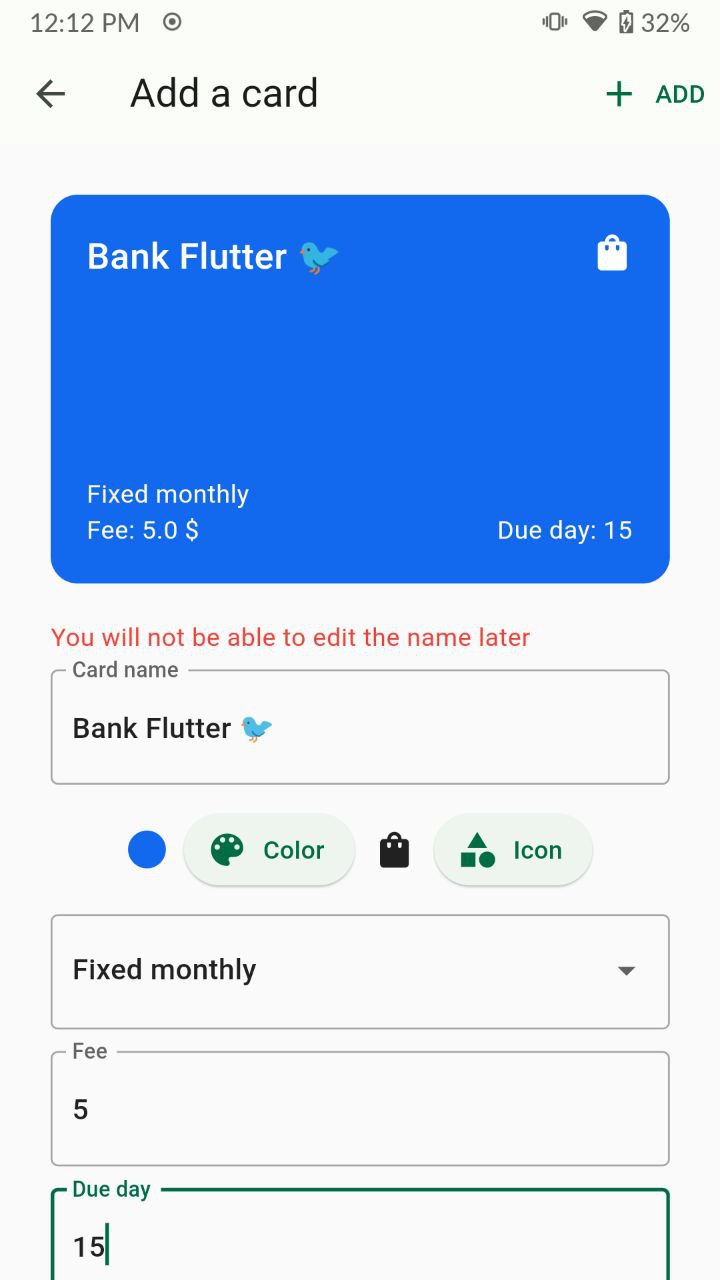 12:12 PM 32%
Add a card
ADD
Bank Flutter 🐦
Fixed monthly
Fee: 5.0 $ Due day: 15
You will not be able to edit the name later
Card name
Bank Flutter 🐦
Color Icon
Fixed monthly
Fee
5
Due day
15